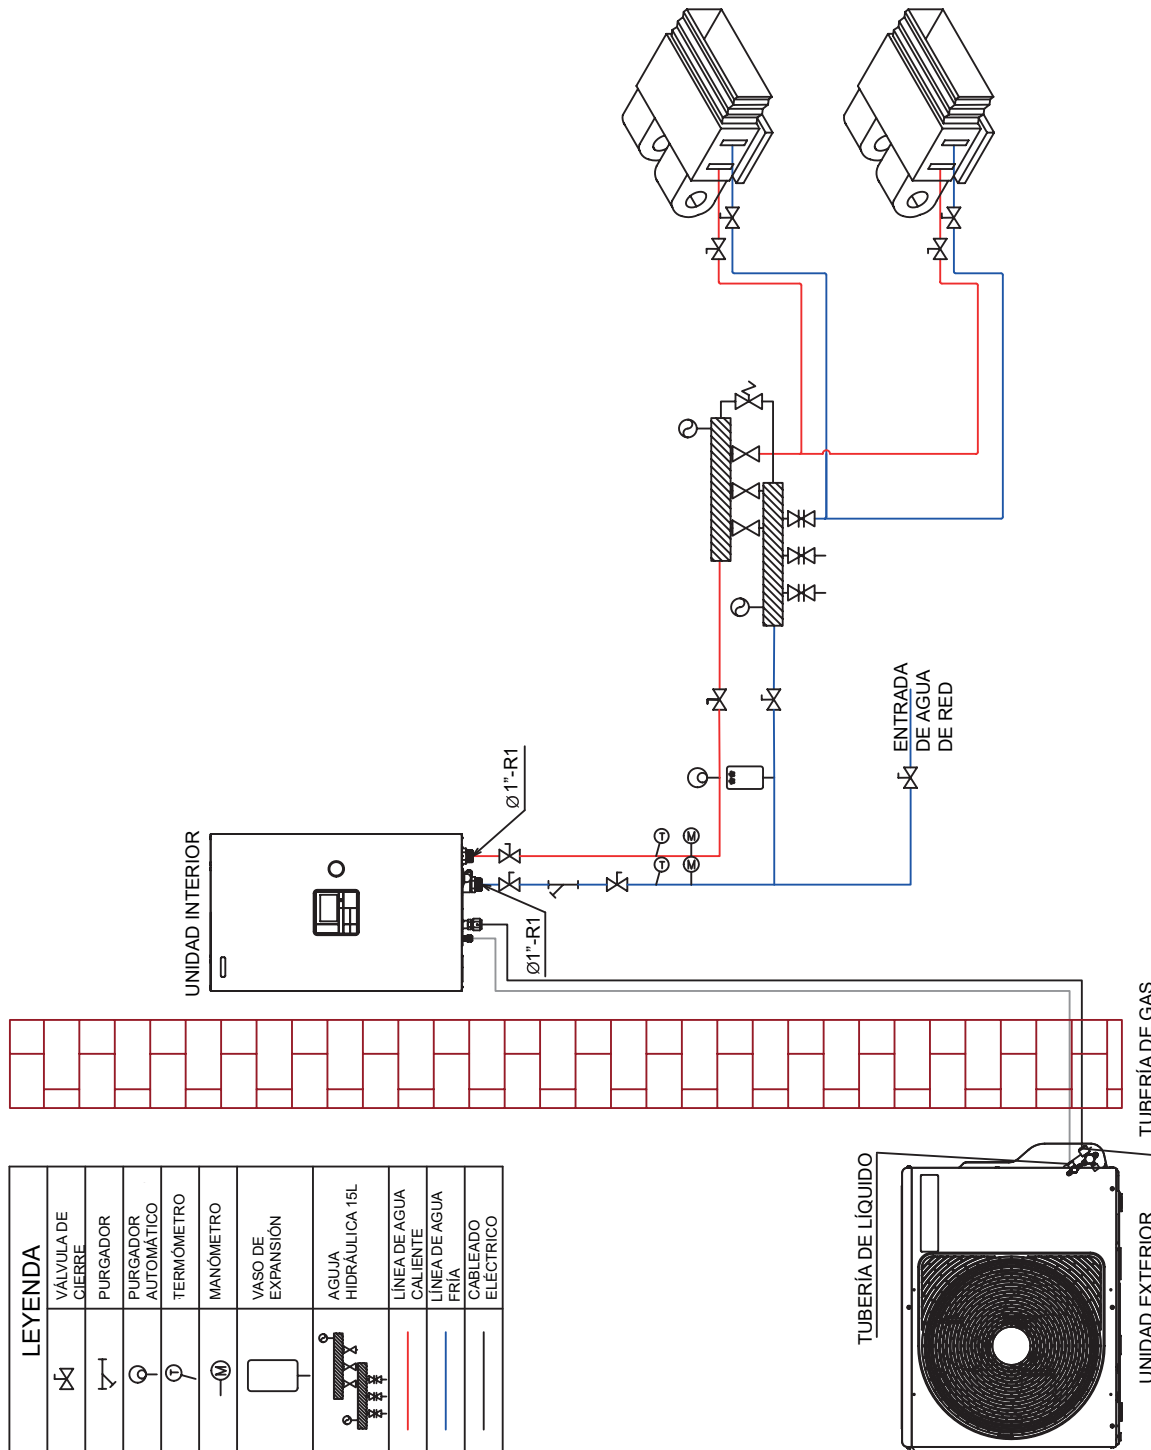 UNIDAD INTERIOR
Ø1"-R1
Ø1"-R1
T
M
T
M
ENTRADA
DE AGUA
DE RED
TUBERÍA DE LÍQUIDO
TUBERÍA DE GAS
UNIDAD EXTERIOR
LEYENDA
VÁLVULA DE
CIERRE
PURGADOR
PURGADOR
AUTOMÁTICO
T
TERMÓMETRO
M
MANÓMETRO
VASO DE
EXPANSIÓN
AGUJA
HIDRÁULICA 15L
LÍNEA DE AGUA
CALIENTE
LÍNEA DE AGUA
FRÍA
CABLEADO
ELÉCTRICO